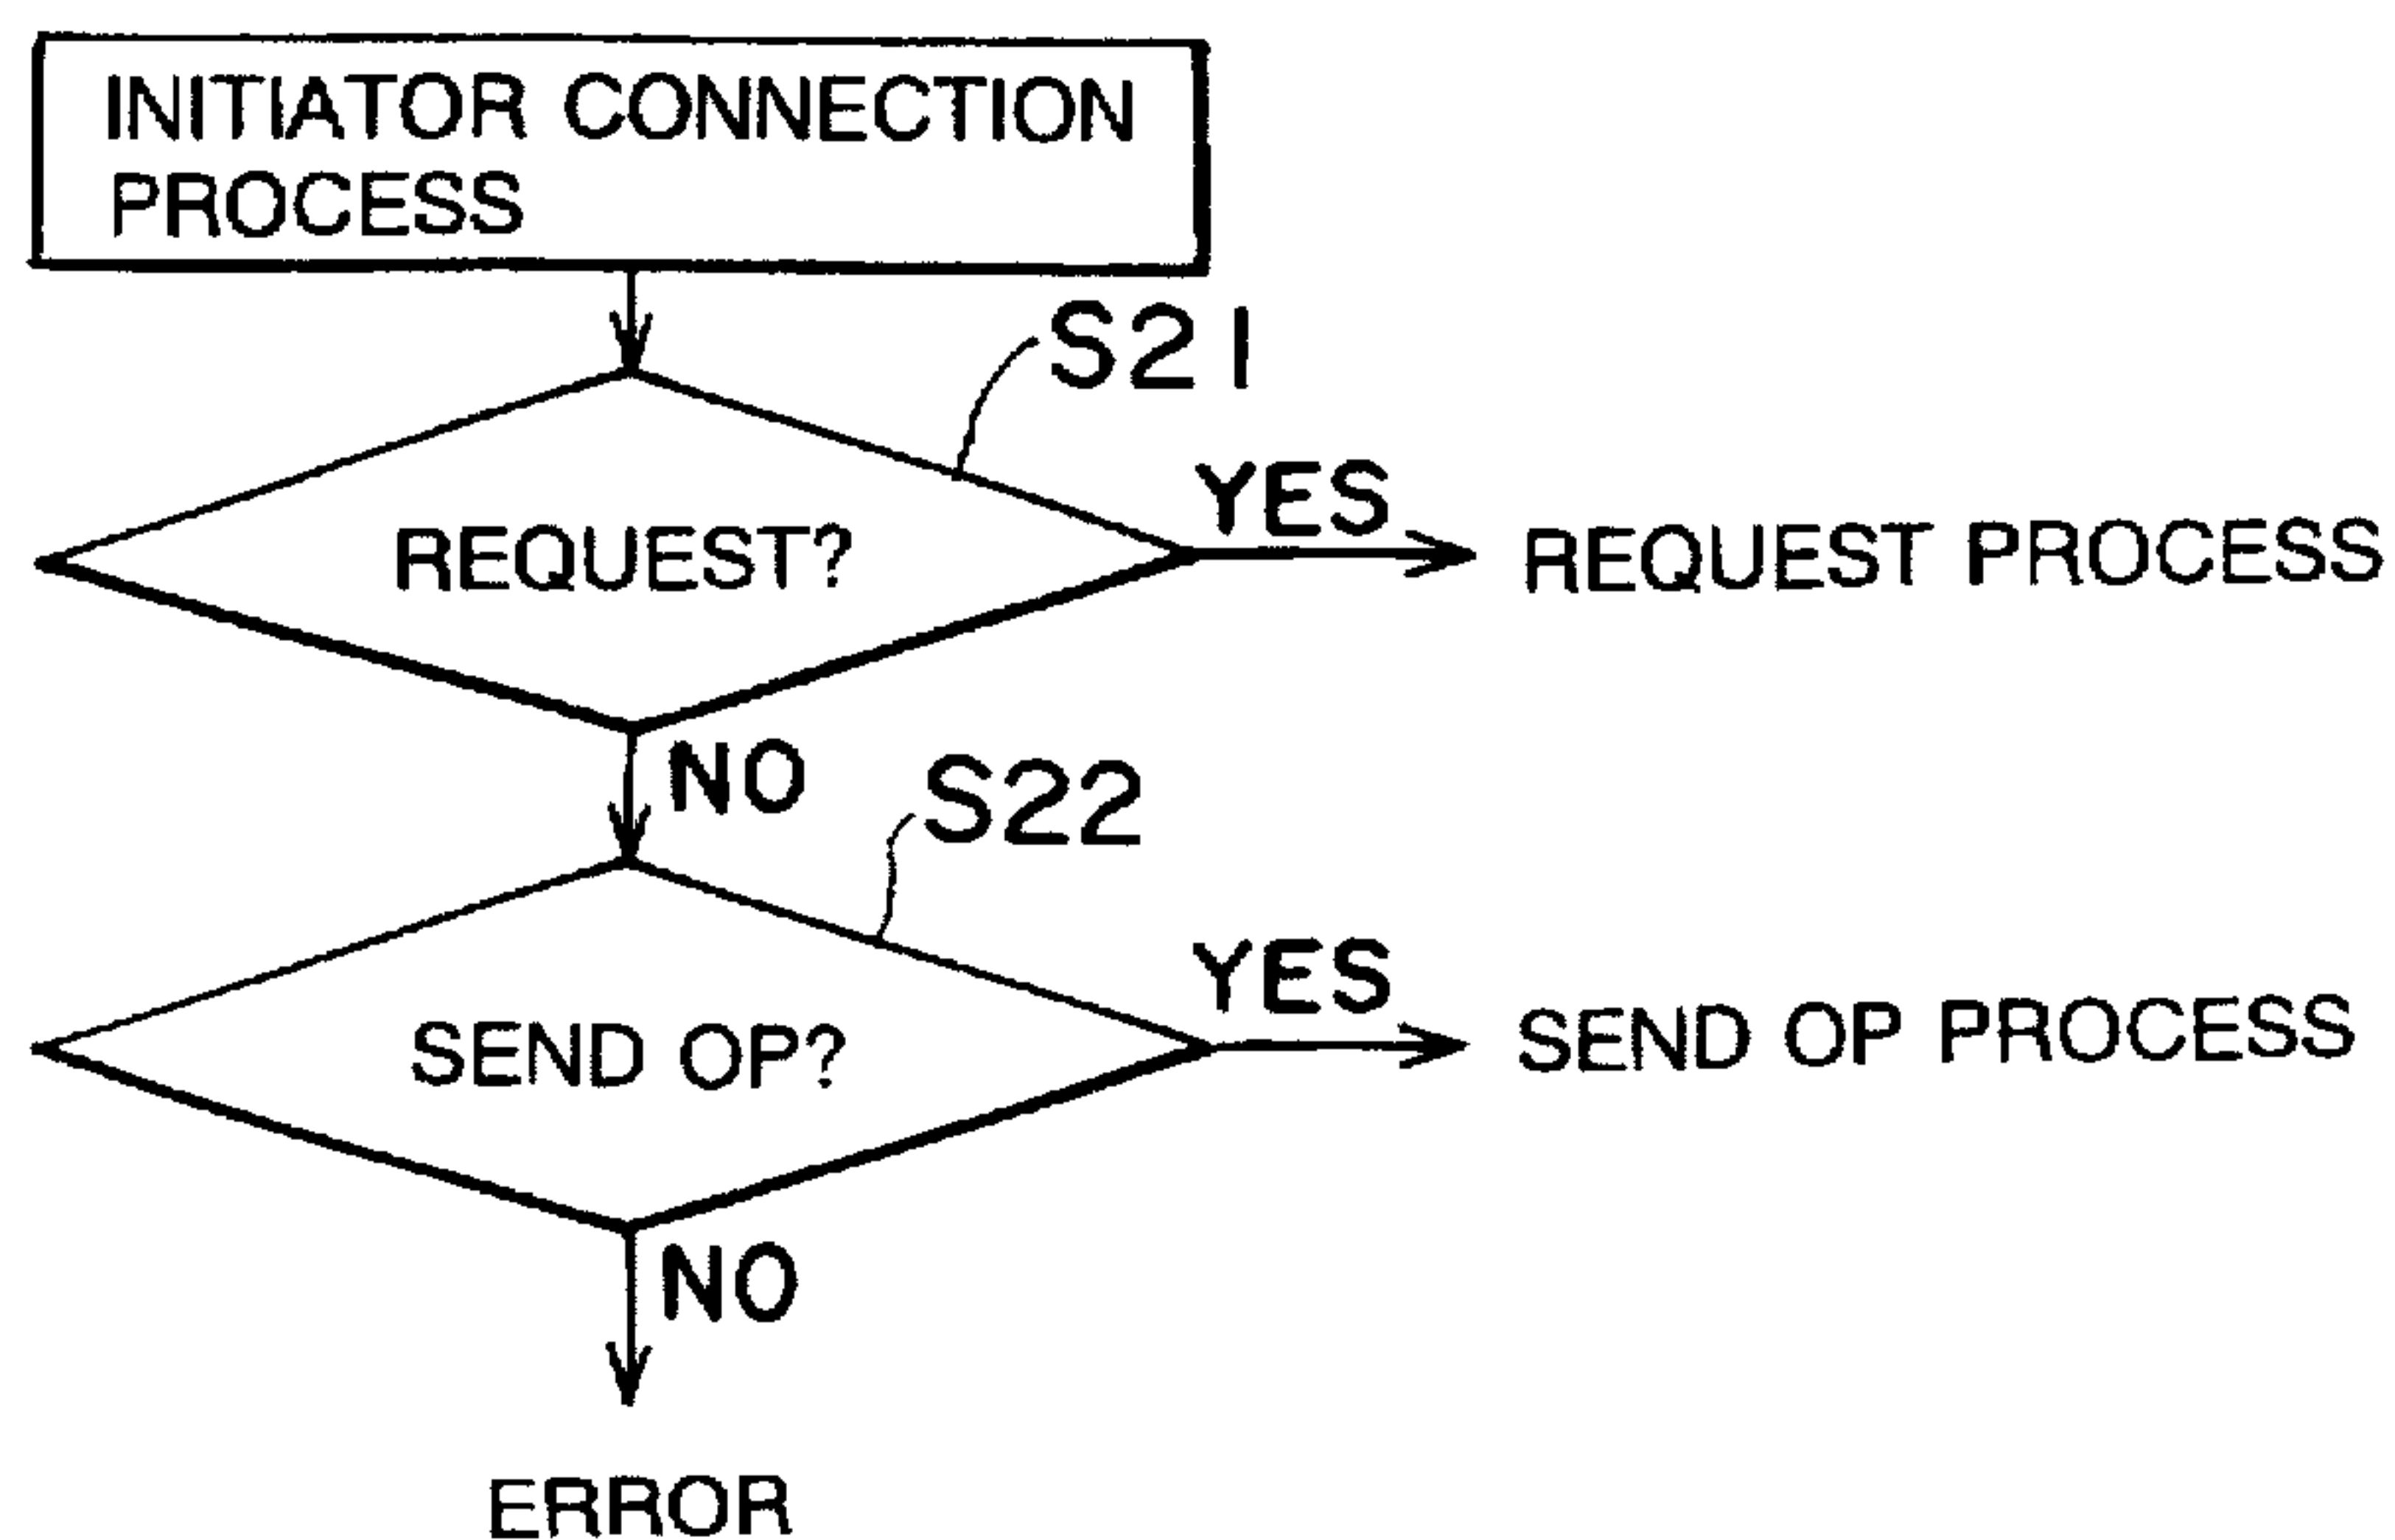 INITIATOR CONNECTION
PROCESS
S21
REQUEST?
YES
REQUEST PROCESS
NO
S22
SEND OP?
YES
SEND OP PROCESS
NO
ERROR